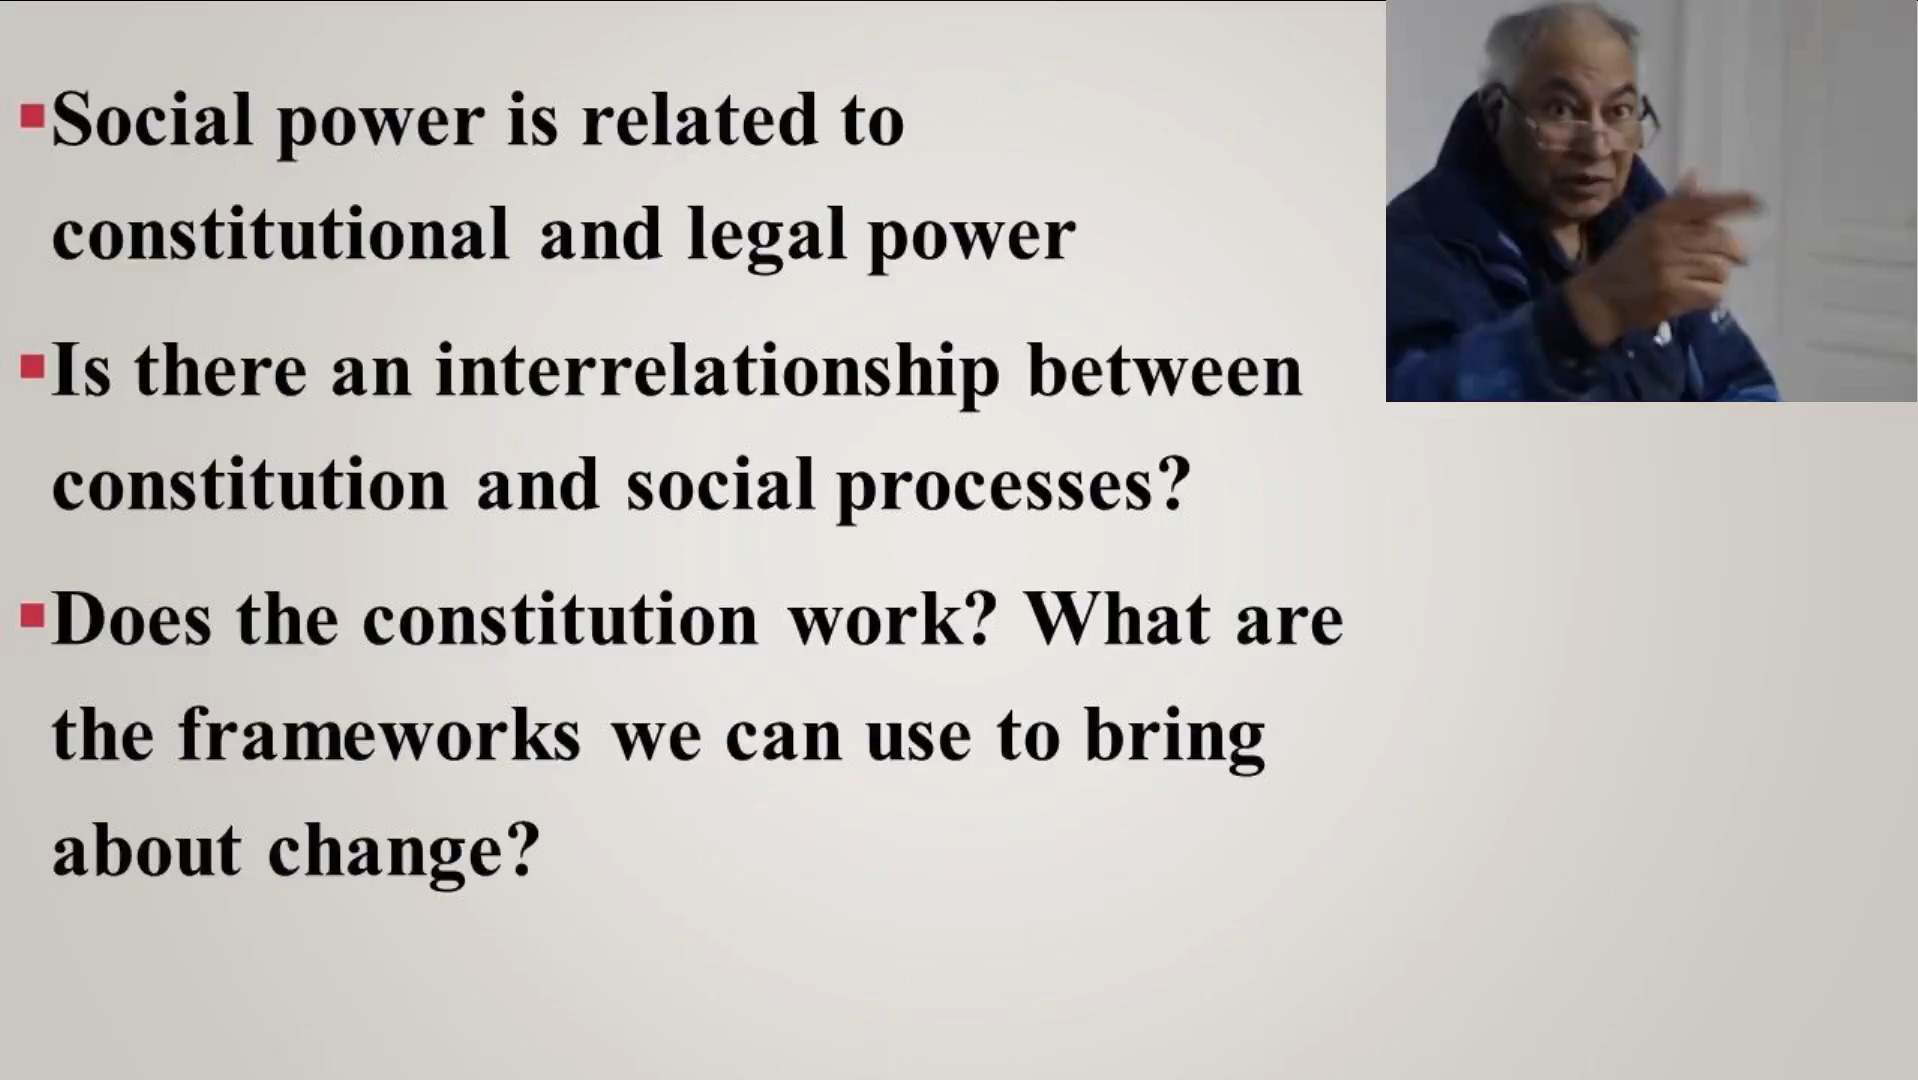 ▪Social power is related to
constitutional and legal power
▪Is there an interrelationship between
constitution and social processes?
▪Does the constitution work? What are
the frameworks we can use to bring
about change?